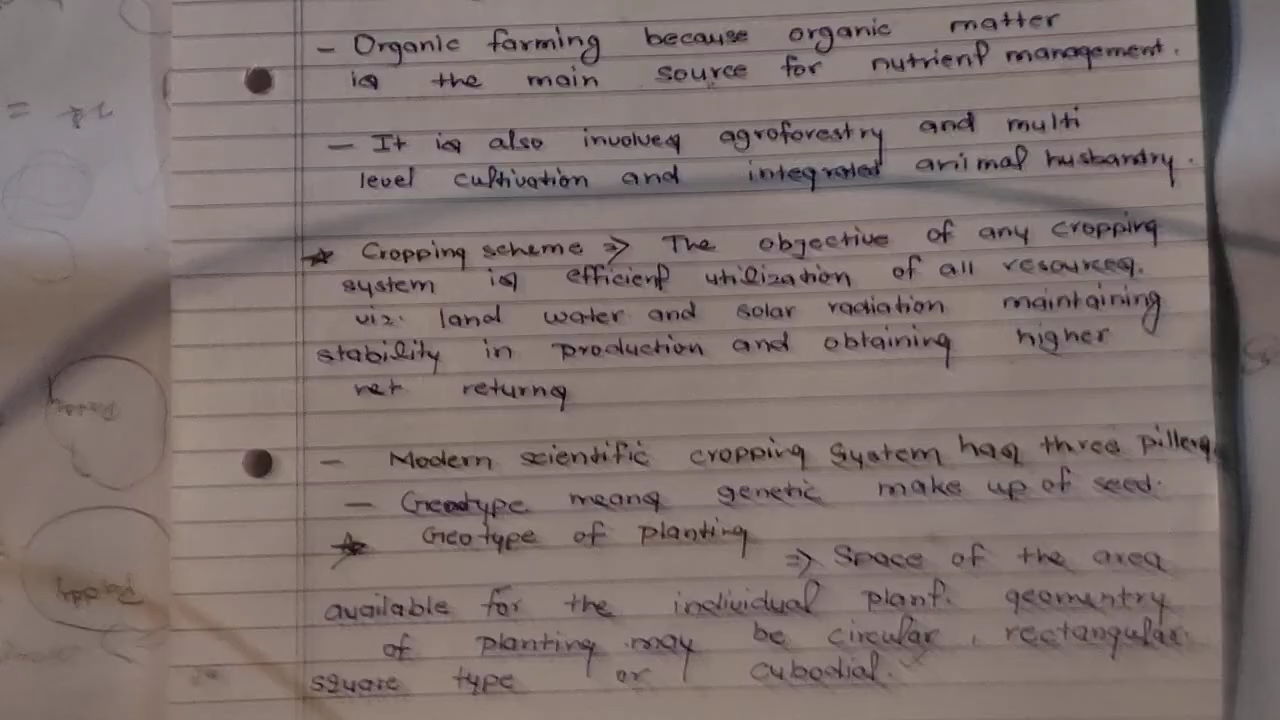 - Organic farming because organic matter
is the main source for nutrient management.
- It is also involves agroforestry and multi
level cultivation and integrated animal husbandry.
★ Cropping scheme ⇒ The objective of any cropping
system is efficient utilization of all resources.
viz. land water and solar radiation maintaining
stability in production and obtaining higher
net returns
- Modern scientific cropping system has three pillers
- Geotype means genetic make up of seed.
★ Geotype of planting
⇒ Space of the area
available for the individual plant. geomentry
of planting may be circular, rectangular
square type or cubodial.
Paddy
Paddy